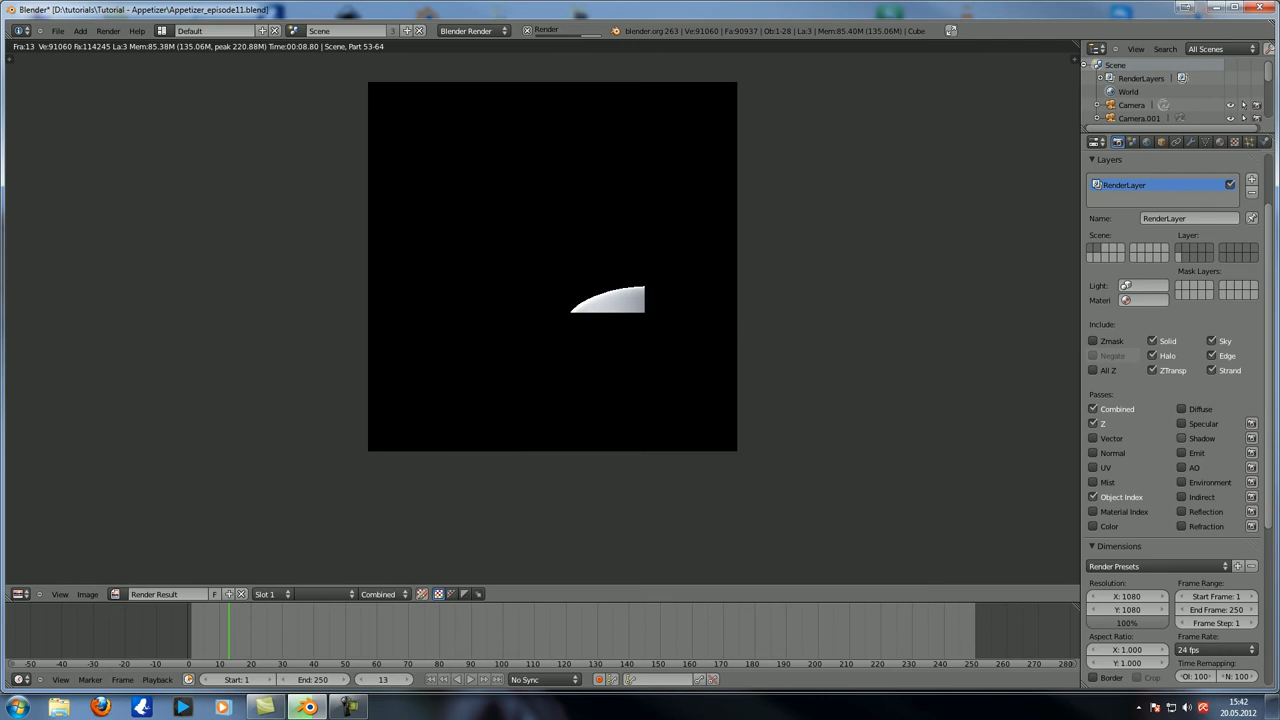 Blender* [D:\tutorials\Tutorial - Appetizer\Appetizer_episode11.blend]
File Add Render Help Default Scene 3 Blender Render Render blender.org 263 | Ve:91060 | Fa:90937 | Ob:1-28 | La:3 | Mem:85.40M (135.06M) | Cube
View Search All Scenes
Fra:13 Ve:91060 Fa:114245 La:3 Mem:85.38M (135.06M, peak 220.88M) Time:00:08.80 | Scene, Part 53-64
Scene
RenderLayers
World
Camera
Camera.001
Layers
RenderLayer
Name: RenderLayer
Scene: Layer:
Mask Layers:
Light:
Materi
Include:
Zmask Solid Sky
Negate Halo Edge
All Z ZTransp Strand
Passes:
Combined Diffuse
Z Specular
Vector Shadow
Normal Emit
UV AO
Mist Environment
Object Index Indirect
Material Index Reflection
Color Refraction
Dimensions
Render Presets
Resolution: Frame Range:
X: 1080 Start Frame: 1
Y: 1080 End Frame: 250
100% Frame Step: 1
Aspect Ratio: Frame Rate:
X: 1.000 24 fps
Y: 1.000 Time Remapping:
Border Crop Ol: 100 N: 100
View Image Render Result F Slot 1 Combined
-50 -40 -30 -20 -10 0 10 20 30 40 50 60 70 80 90 100 110 120 130 140 150 160 170 180 190 200 210 220 230 240 250 260 270 280
View Marker Frame Playback Start: 1 End: 250 13 No Sync
15:42
20.05.2012